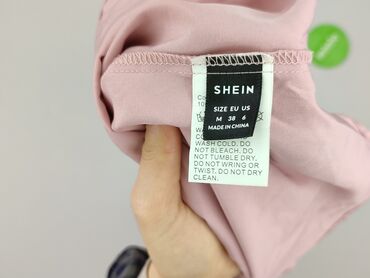 SHEIN
SIZE EU US
M 38 6
MADE IN CHINA
WASH COLD. DO
NOT BLEACH. DO
NOT TUMBLE DRY.
DO NOT WRING OR
TWIST. DO NOT DRY
CLEAN.